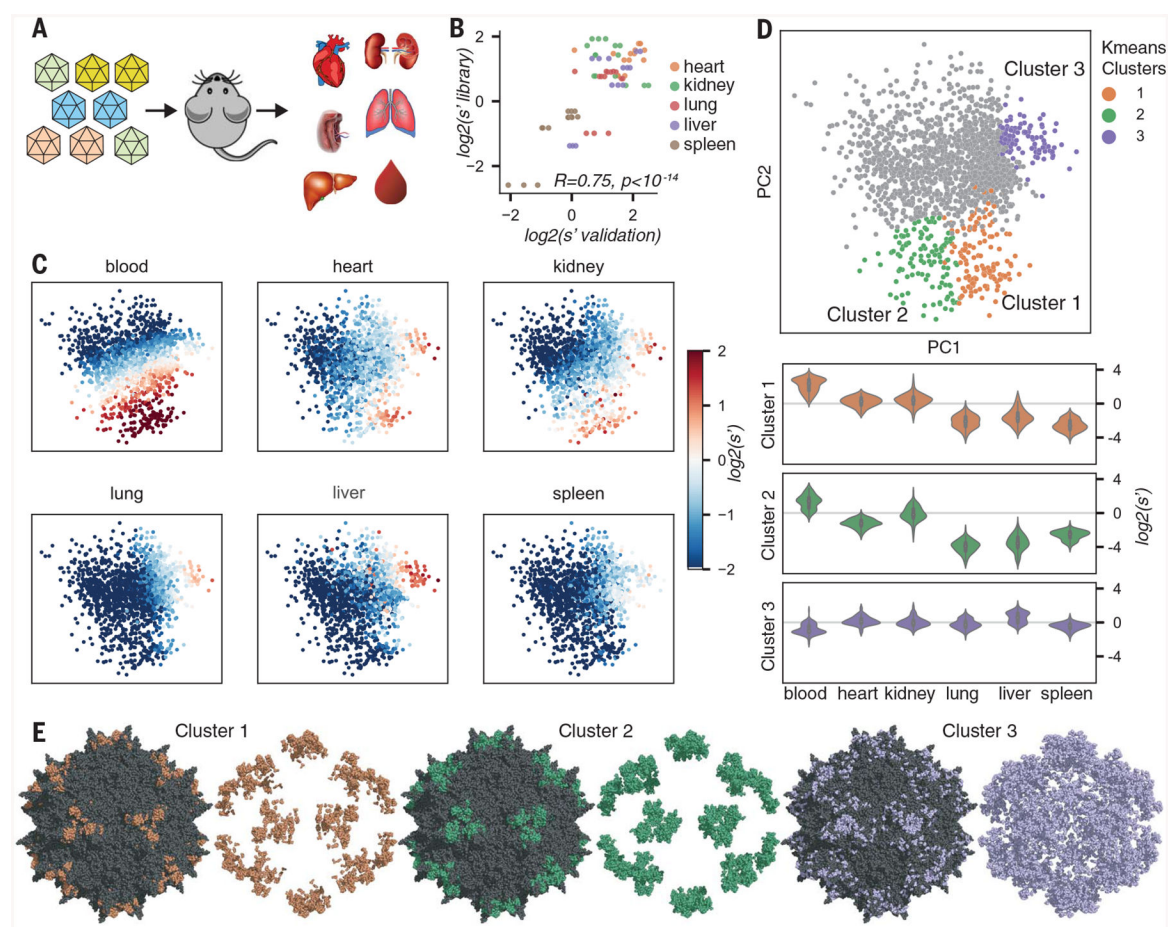 A
B
log2(s' library)
2
0
−2
R=0.75, p<10⁻¹⁴
−2 0 2
log2(s' validation)
heart
kidney
lung
liver
spleen
C
blood heart kidney
lung liver spleen
2
1
0
−1
−2
log2(s')
D
Cluster 3
Cluster 2
Cluster 1
PC2
PC1
Kmeans
Clusters
1
2
3
Cluster 1
4
0
-4
Cluster 2
4
0
-4
log2(s')
Cluster 3
4
0
-4
blood heart kidney lung liver spleen
E
Cluster 1 Cluster 2 Cluster 3